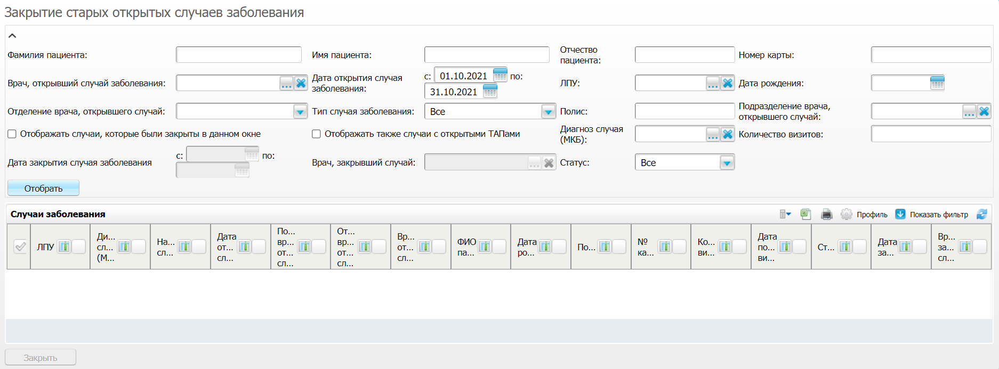 Закрытие старых открытых случаев заболевания
Фамилия пациента:
Имя пациента:
Отчество
пациента:
Номер карты:
Врач, открывший случай заболевания:
...
Дата открытия случая
заболевания:
с: 01.10.2021 по:
31.10.2021
ЛПУ:
...
Дата рождения:
Отделение врача, открывшего случай:
Тип случая заболевания:
Все
Полис:
Подразделение врача,
открывшего случай:
...
Отображать случаи, которые были закрыты в данном окне
Отображать также случаи с открытыми ТАПами
Диагноз случая
(МКБ):
...
Количество визитов:
Дата закрытия случая заболевания
с: по:
Врач, закрывший случай:
...
Статус:
Все
Отобрать
Случаи заболевания
Профиль
Показать фильтр
ЛПУ
Ди...
сл...
(М...
На...
сл...
Дата
от...
сл...
По...
вр...
от...
сл...
От...
вр...
от...
сл...
Вр...
от...
сл...
ФИО
па...
Дата
ро...
По...
№
ка...
Ко...
ви...
Дата
по...
ви...
Ст...
Дата
за...
Вр...
за...
сл...
Закрыть